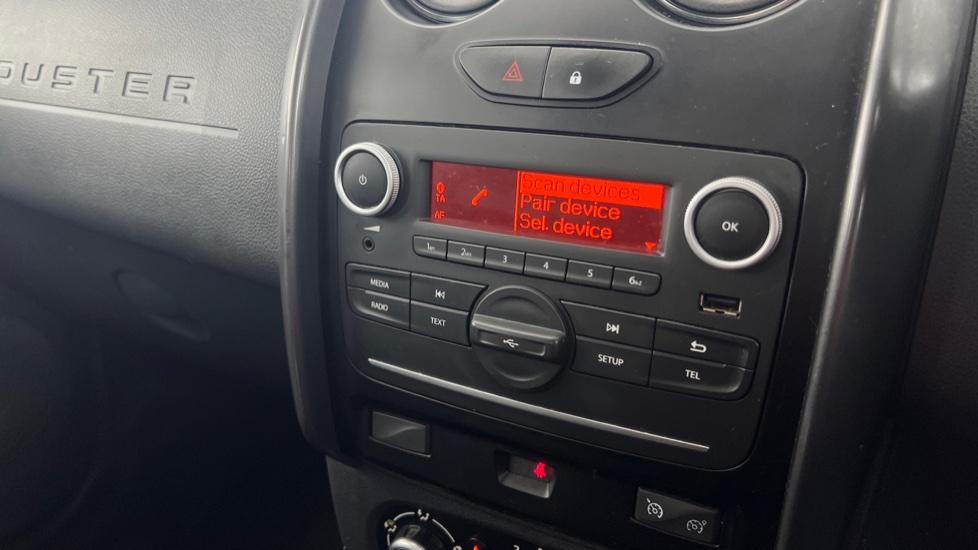 DUSTER
Scan devices
TA
Pair device
AF
Sel. device
OK
1
2
3
4
5
6
MEDIA
RADIO
TEXT
SETUP
TEL